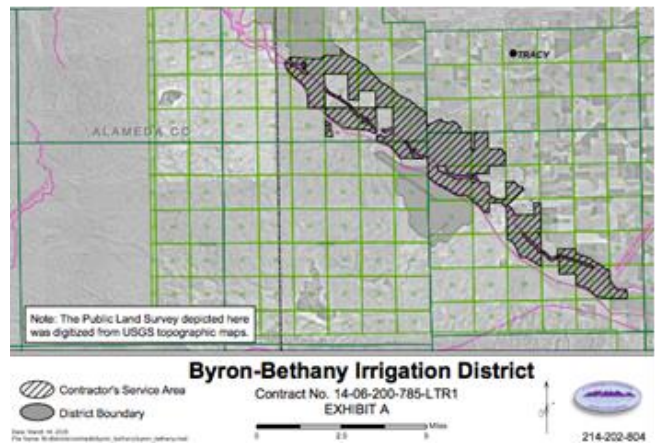 TRACY
ALAMEDA CO
Note: The Public Land Survey depicted here
was digitized from USGS topographic maps.
Byron-Bethany Irrigation District
Contractor's Service Area
District Boundary
Contract No. 14-06-200-785-LTR1
EXHIBIT A
0 2.5 5 Miles
214-202-804